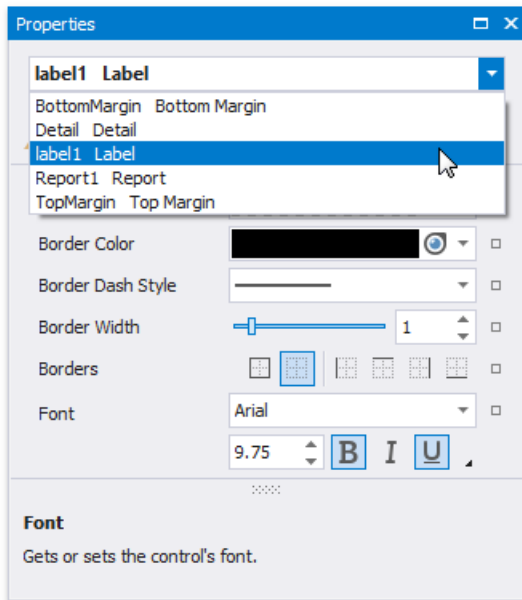 Properties
label1 Label
BottomMargin Bottom Margin
Detail Detail
label1 Label
Report1 Report
TopMargin Top Margin
Border Color
Border Dash Style
Border Width 1
Borders
Font Arial
9.75 B I U
Font
Gets or sets the control's font.